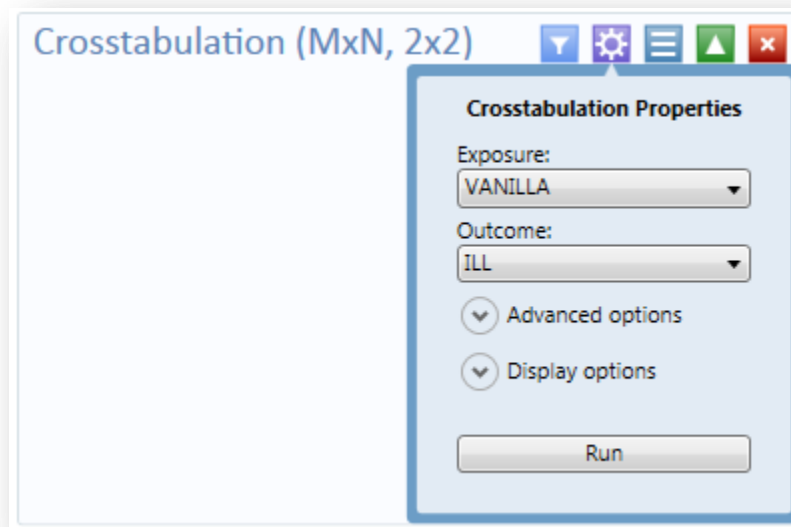 Crosstabulation (MxN, 2x2)
Crosstabulation Properties
Exposure:
VANILLA
Outcome:
ILL
Advanced options
Display options
Run